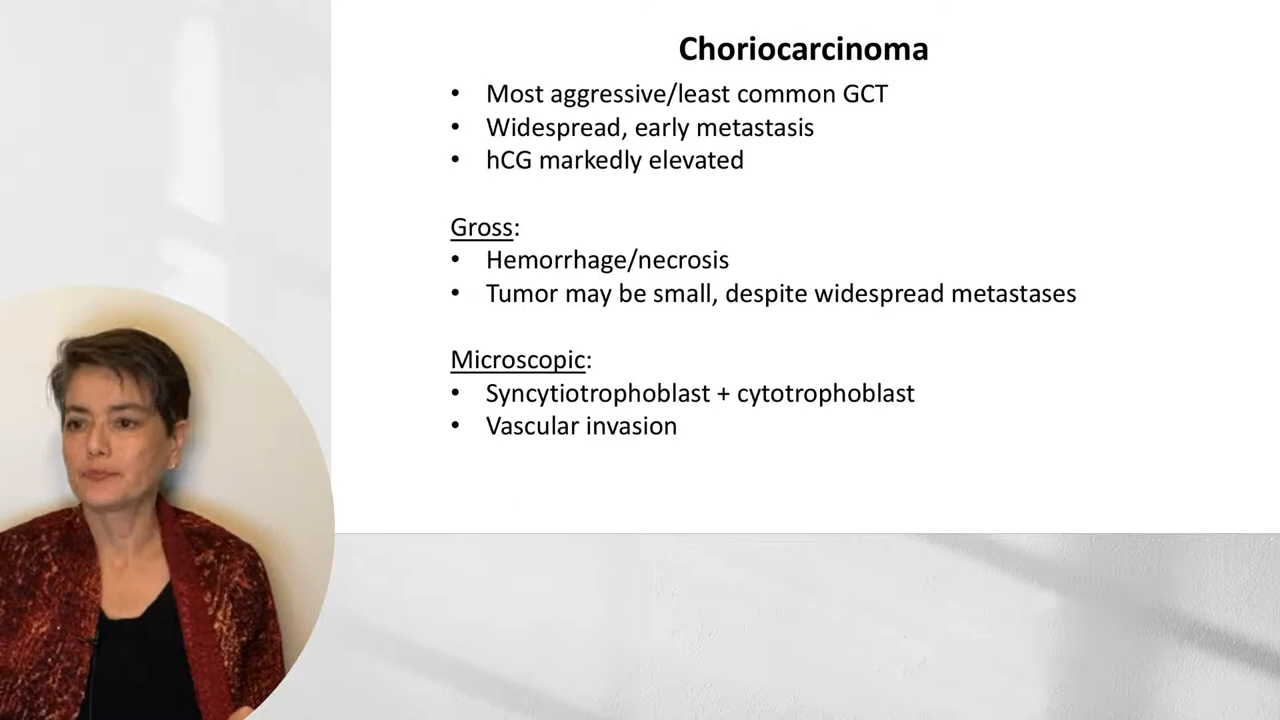 Choriocarcinoma
• Most aggressive/least common GCT
• Widespread, early metastasis
• hCG markedly elevated
Gross:
• Hemorrhage/necrosis
• Tumor may be small, despite widespread metastases
Microscopic:
• Syncytiotrophoblast + cytotrophoblast
• Vascular invasion